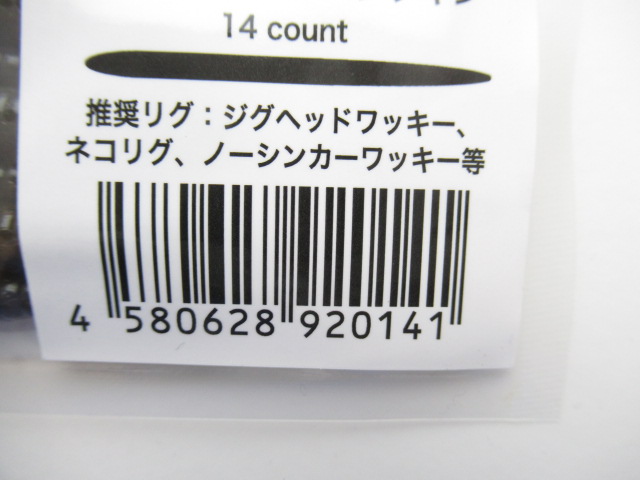 14 count
推奨リグ：ジグヘッドワッキー、
ネコリグ、ノーシンカーワッキー等
4 580628 920141